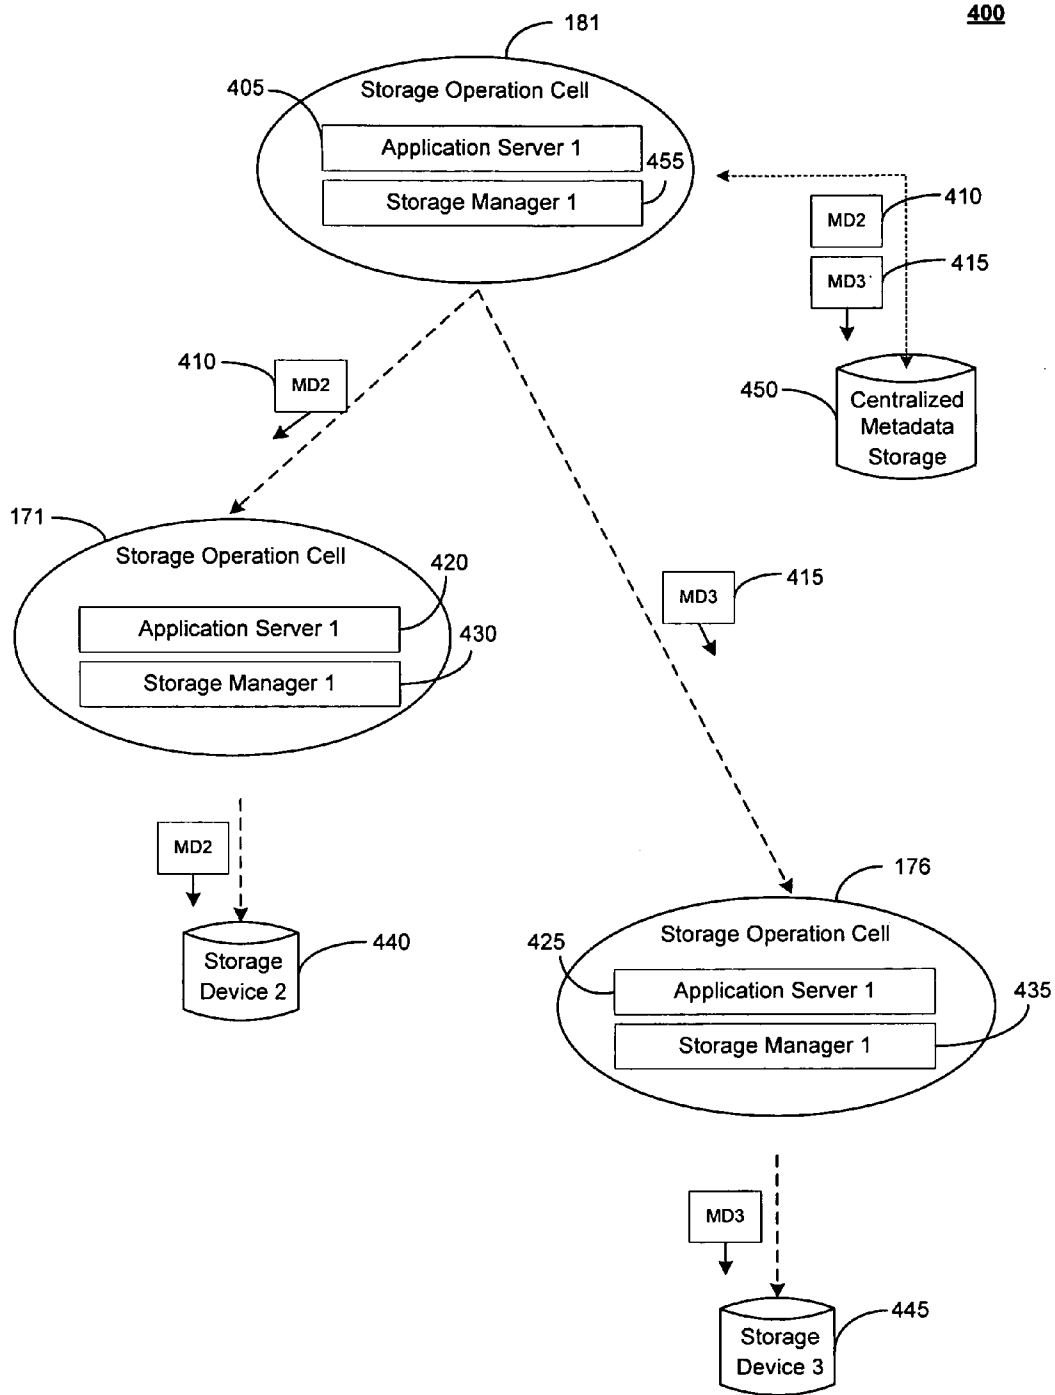 400
181
Storage Operation Cell
405
Application Server 1
455
Storage Manager 1
MD2
410
MD3
415
410
MD2
450
Centralized
Metadata
Storage
171
Storage Operation Cell
420
Application Server 1
430
Storage Manager 1
MD3
415
MD2
176
Storage
Device 2
440
Storage Operation Cell
425
Application Server 1
435
Storage Manager 1
MD3
445
Storage
Device 3